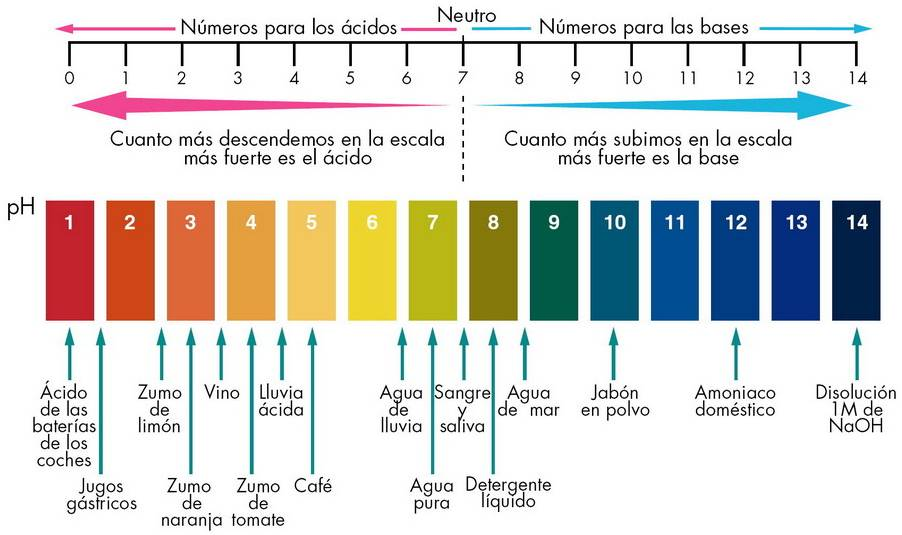 Neutro
Números para los ácidos
Números para las bases
0 1 2 3 4 5 6 7 8 9 10 11 12 13 14
Cuanto más descendemos en la escala
más fuerte es el ácido
Cuanto más subimos en la escala
más fuerte es la base
pH
1 2 3 4 5 6 7 8 9 10 11 12 13 14
Ácido
de las
baterías
de los
coches
Jugos
gástricos
Zumo
de
limón
Zumo
de
naranja
Vino
Zumo
de
tomate
Lluvia
ácida
Café
Agua
de
lluvia
Agua
pura
Sangre
y
saliva
Detergente
líquido
Agua
de mar
Jabón
en polvo
Amoniaco
doméstico
Disolución
1M de
NaOH